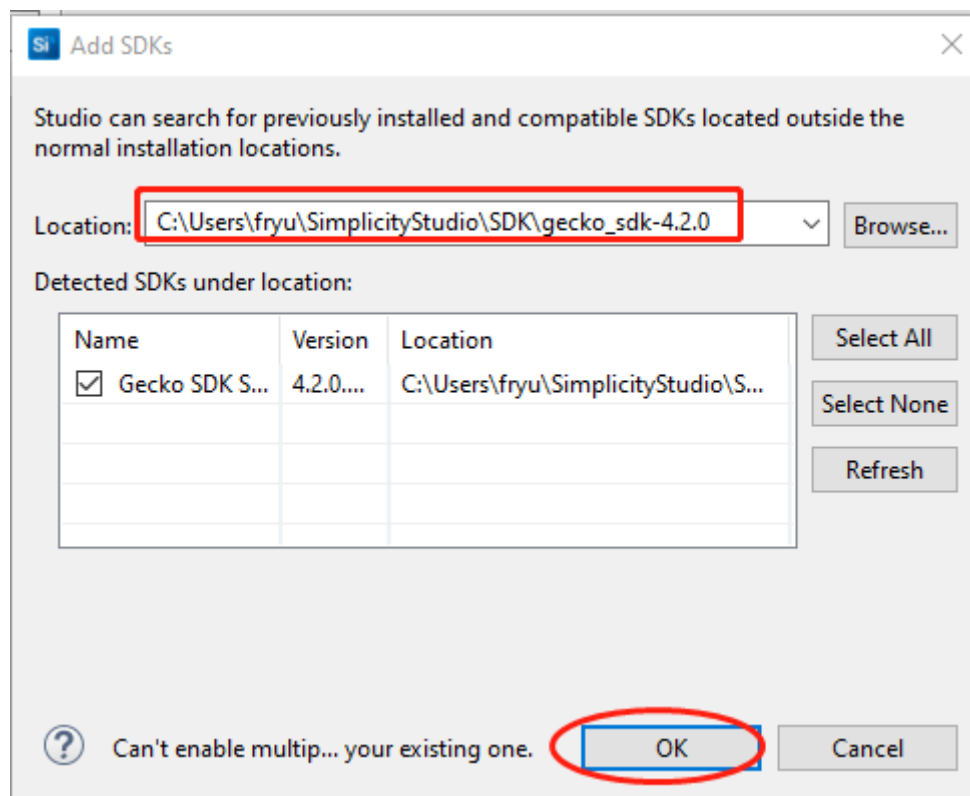 Si Add SDKs
Studio can search for previously installed and compatible SDKs located outside the
normal installation locations.
Location: C:\Users\fryu\SimplicityStudio\SDK\gecko_sdk-4.2.0 Browse...
Detected SDKs under location:
Name Version Location Select All
Gecko SDK S... 4.2.0.... C:\Users\fryu\SimplicityStudio\S...
Select None
Refresh
? Can't enable multip... your existing one. OK Cancel